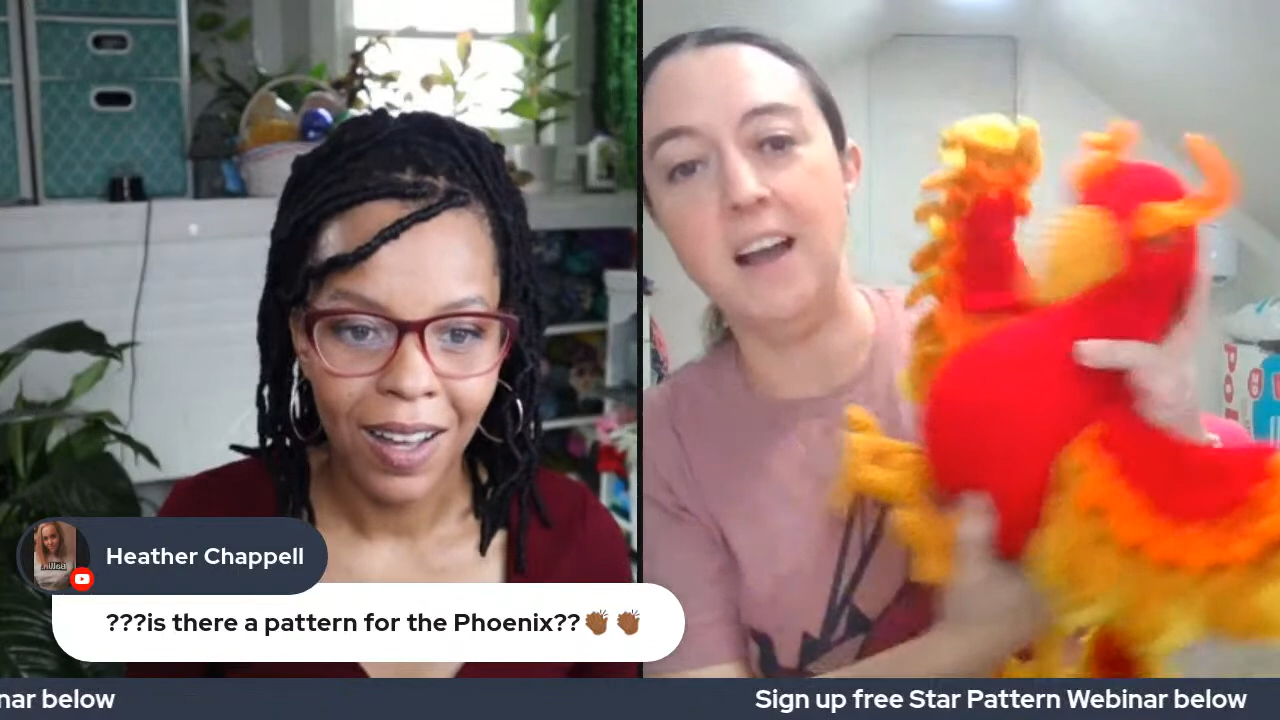 Heather Chappell
???is there a pattern for the Phoenix??👏🏾👏🏾
nar below
Sign up free Star Pattern Webinar below